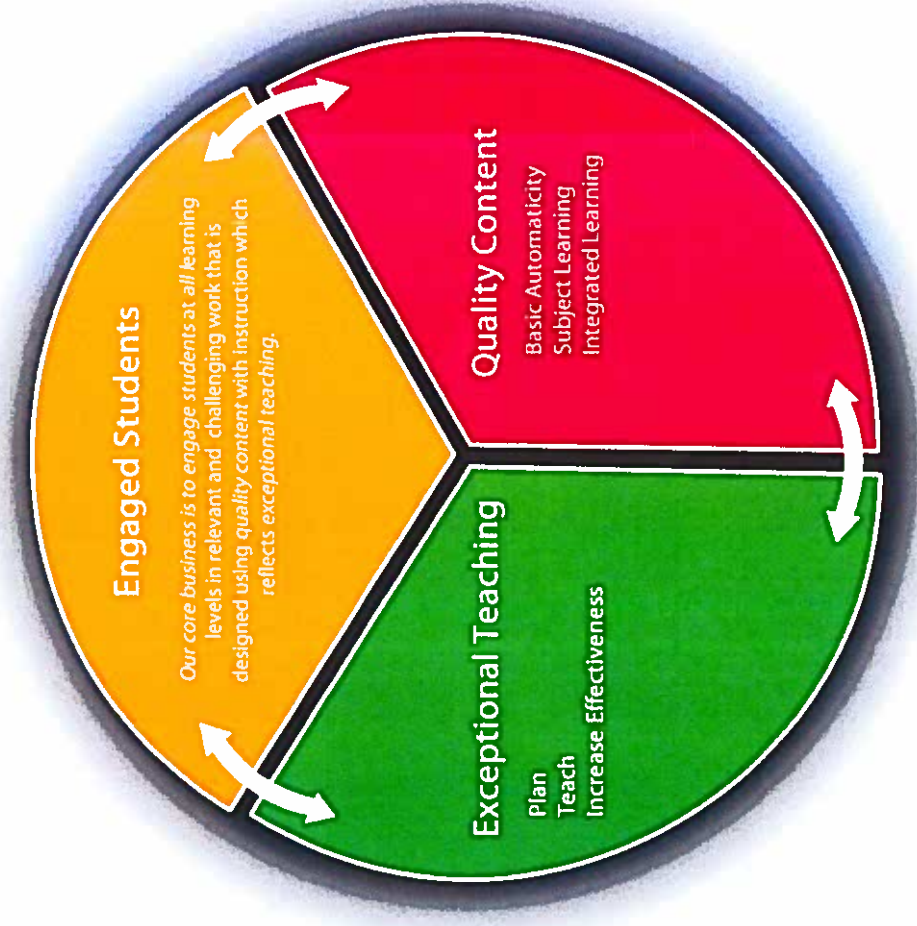 Engaged Students
Our core business is to engage students at all learning
levels in relevant and challenging work that is
designed using quality content with instruction which
reflects exceptional teaching.
Exceptional Teaching
Plan
Teach
Increase Effectiveness
Quality Content
Basic Automaticity
Subject Learning
Integrated Learning